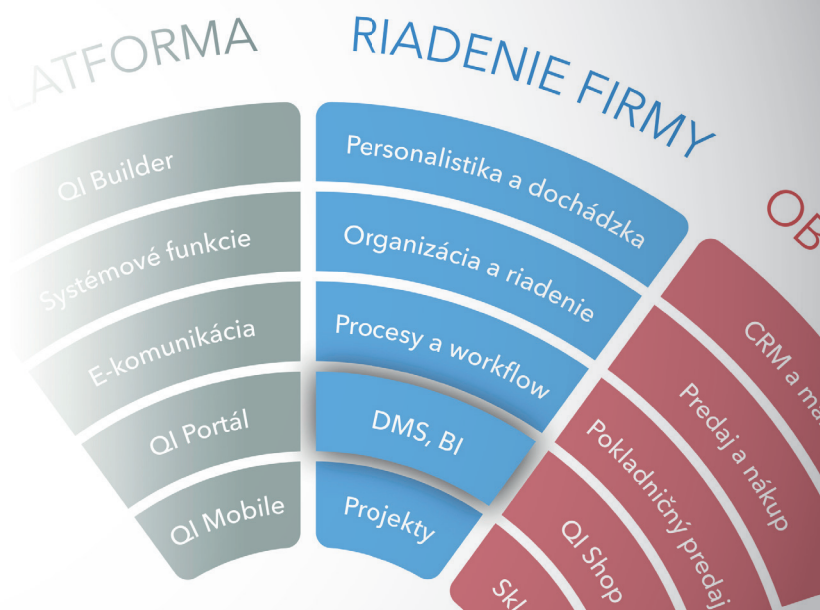 RIADENIE FIRMY
QI Builder
Systémové funkcie
E-komunikácia
QI Portál
QI Mobile
Personalistika a dochádzka
Organizácia a riadenie
Procesy a workflow
DMS, BI
Projekty
CRM a
Predaj a nákup
Pokladničný predaj
QI Shop